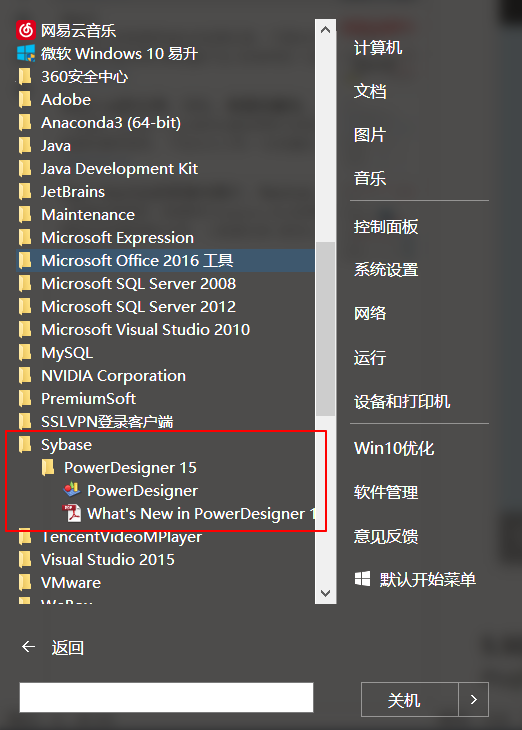 网易云音乐
微软 Windows 10 易升
360安全中心
Adobe
Anaconda3 (64-bit)
Java
Java Development Kit
JetBrains
Maintenance
Microsoft Expression
Microsoft Office 2016 工具
Microsoft SQL Server 2008
Microsoft SQL Server 2012
Microsoft Visual Studio 2010
MySQL
NVIDIA Corporation
PremiumSoft
SSLVPN登录客户端
Sybase
PowerDesigner 15
PowerDesigner
What's New in PowerDesigner 1
TencentVideoMPlayer
Visual Studio 2015
VMware
返回
计算机
文档
图片
音乐
控制面板
系统设置
网络
运行
设备和打印机
Win10优化
软件管理
意见反馈
默认开始菜单
关机